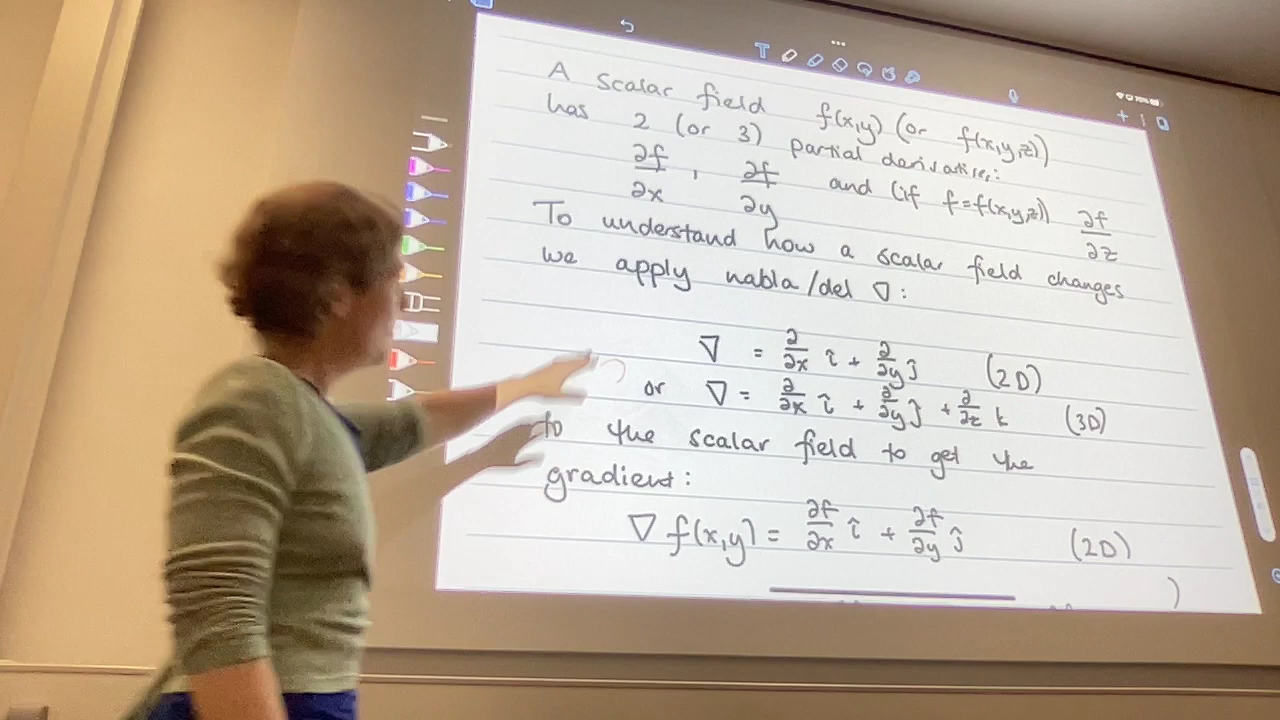 A scalar field f(x,y) (or f(x,y,z))
has 2 (or 3) partial derivatives:
∂f/∂x , ∂f/∂y and (if f=f(x,y,z)) ∂f/∂z
To understand how a scalar field changes
we apply nabla/del ∇:
∇ = ∂/∂x î + ∂/∂y ĵ (2D)
or ∇ = ∂/∂x î + ∂/∂y ĵ + ∂/∂z k (3D)
to the scalar field to get the
gradient:
∇ f(x,y) = ∂f/∂x î + ∂f/∂y ĵ (2D)